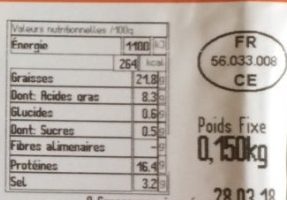 Valeurs nutritionnelles /100g
Énergie 1100 kJ
264 kcal
Graisses 21.8 g
Dont: Acides gras 8.3 g
Glucides 0.6 g
Dont: Sucres 0.5 g
Fibres alimenaires - g
Protéines 16.4 g
Sel 3.2 g
FR
56.033.008
CE
Poids Fixe
0,150kg
28.03.18